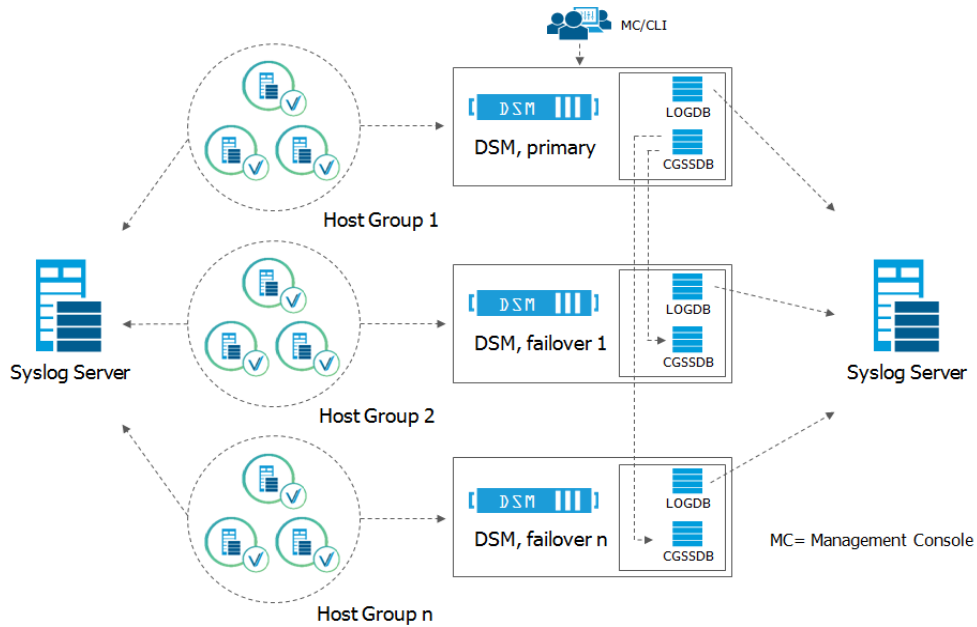 MC/CLI
DSM
DSM, primary
LOGDB
CGSSDB
Host Group 1
DSM
DSM, failover 1
LOGDB
CGSSDB
Syslog Server
Syslog Server
Host Group 2
DSM
DSM, failover n
LOGDB
CGSSDB
MC= Management Console
Host Group n